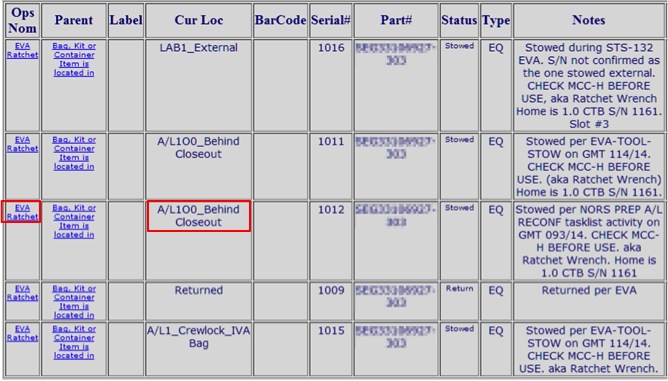 Ops Nom Parent Label Cur Loc BarCode Serial# Part# Status Type Notes
EVA Ratchet
Bag, Kit or Container Item is located in
LAB1_External
1016
Stowed
EQ
Stowed during STS-132
EVA. S/N not confirmed as
the one stowed external.
CHECK MCC-H BEFORE
USE, aka Ratchet Wrench
Home is 1.0 CTB S/N 1161.
Slot #3
EVA Ratchet
Bag, Kit or Container Item is located in
A/L1O0_Behind
Closeout
1011
Stowed
EQ
Stowed per EVA-TOOL-
STOW on GMT 114/14.
CHECK MCC-H BEFORE
USE. (aka Ratchet Wrench)
Home is 1.0 CTB S/N 1161.
EVA Ratchet
Bag, Kit or Container Item is located in
A/L1O0_Behind
Closeout
1012
Stowed
EQ
Stowed per NORS PREP A/L
RECONF tasklist activity on
GMT 093/14. CHECK MCC-
H BEFORE USE. aka
Ratchet Wrench. Home is
1.0 CTB S/N 1161
EVA Ratchet
Bag, Kit or Container Item is located in
Returned
1009
Return
EQ
Returned per EVA
EVA Ratchet
Bag, Kit or Container Item is located in
A/L1_Crewlock_IVA
Bag
1015
Stowed
EQ
Stowed per EVA-TOOL-
STOW on GMT 114/14.
CHECK MCC-H BEFORE
USE. aka Ratchet Wrench.